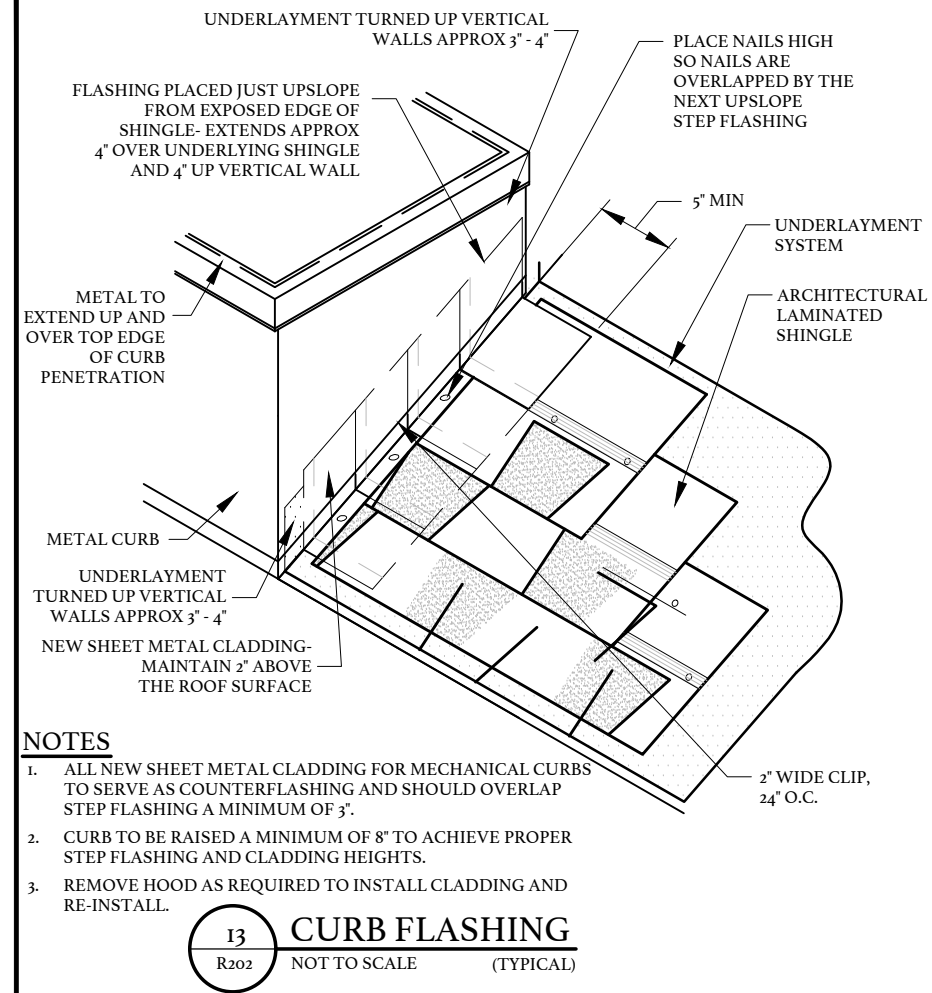 UNDERLAYMENT TURNED UP VERTICAL
WALLS APPROX 3" - 4"
PLACE NAILS HIGH
SO NAILS ARE
OVERLAPPED BY THE
NEXT UPSLOPE
STEP FLASHING
FLASHING PLACED JUST UPSLOPE
FROM EXPOSED EDGE OF
SHINGLE- EXTENDS APPROX
4" OVER UNDERLYING SHINGLE
AND 4" UP VERTICAL WALL
5" MIN
UNDERLAYMENT
SYSTEM
ARCHITECTURAL
LAMINATED
SHINGLE
METAL TO
EXTEND UP AND
OVER TOP EDGE
OF CURB
PENETRATION
METAL CURB
UNDERLAYMENT
TURNED UP VERTICAL
WALLS APPROX 3" - 4"
NEW SHEET METAL CLADDING-
MAINTAIN 2" ABOVE
THE ROOF SURFACE
2" WIDE CLIP,
24" O.C.
NOTES
1. ALL NEW SHEET METAL CLADDING FOR MECHANICAL CURBS
TO SERVE AS COUNTERFLASHING AND SHOULD OVERLAP
STEP FLASHING A MINIMUM OF 3".
2. CURB TO BE RAISED A MINIMUM OF 8" TO ACHIEVE PROPER
STEP FLASHING AND CLADDING HEIGHTS.
3. REMOVE HOOD AS REQUIRED TO INSTALL CLADDING AND
RE-INSTALL.
13
R202
CURB FLASHING
NOT TO SCALE (TYPICAL)